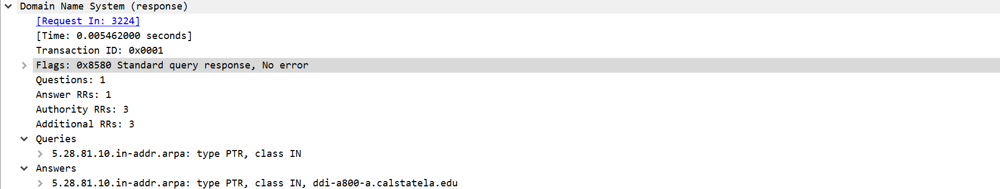 Domain Name System (response)
[Request In: 3224]
[Time: 0.005462000 seconds]
Transaction ID: 0x0001
Flags: 0x8580 Standard query response, No error
Questions: 1
Answer RRs: 1
Authority RRs: 3
Additional RRs: 3
Queries
5.28.81.10.in-addr.arpa: type PTR, class IN
Answers
5.28.81.10.in-addr.arpa: type PTR, class IN, ddi-a800-a.calstatela.edu